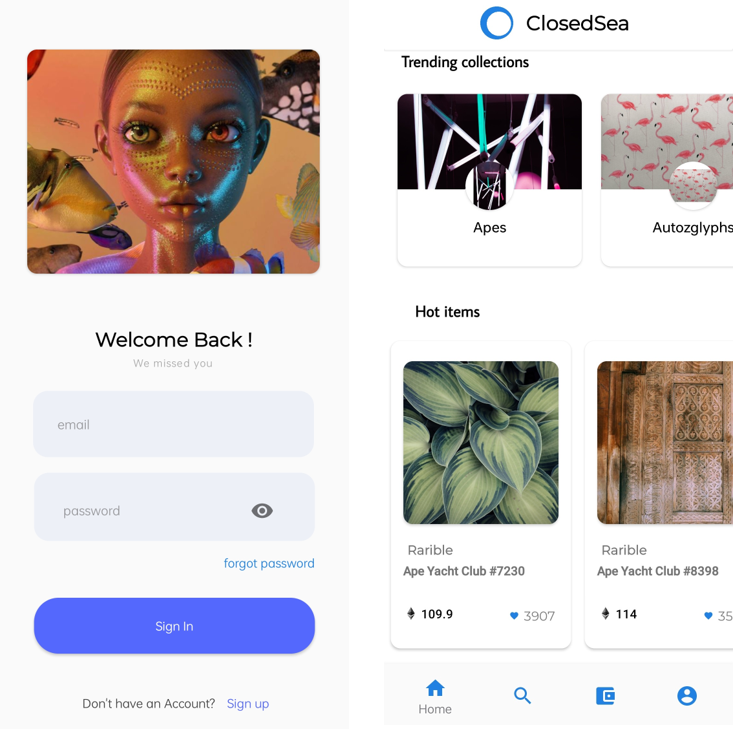 Welcome Back !
We missed you
email
password
forgot password
Sign In
Don't have an Account? Sign up
ClosedSea
Trending collections
Apes
Autozglyphs
Hot items
Rarible
Ape Yacht Club #7230
109.9
3907
Rarible
Ape Yacht Club #8398
114
35
Home